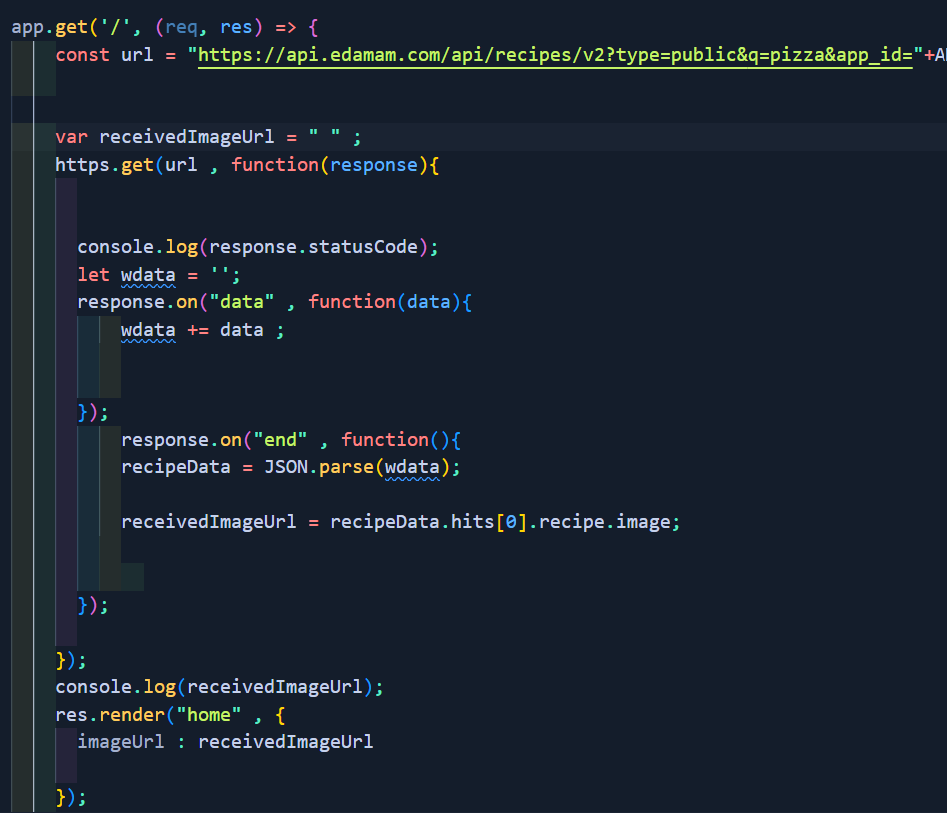 app.get('/', (req, res) => {
const url = "https://api.edamam.com/api/recipes/v2?type=public&q=pizza&app_id="+A
var receivedImageUrl = " " ;
https.get(url , function(response){
console.log(response.statusCode);
let wdata = '';
response.on("data" , function(data){
wdata += data ;
});
response.on("end" , function(){
recipeData = JSON.parse(wdata);
receivedImageUrl = recipeData.hits[0].recipe.image;
});
});
console.log(receivedImageUrl);
res.render("home" , {
imageUrl : receivedImageUrl
});